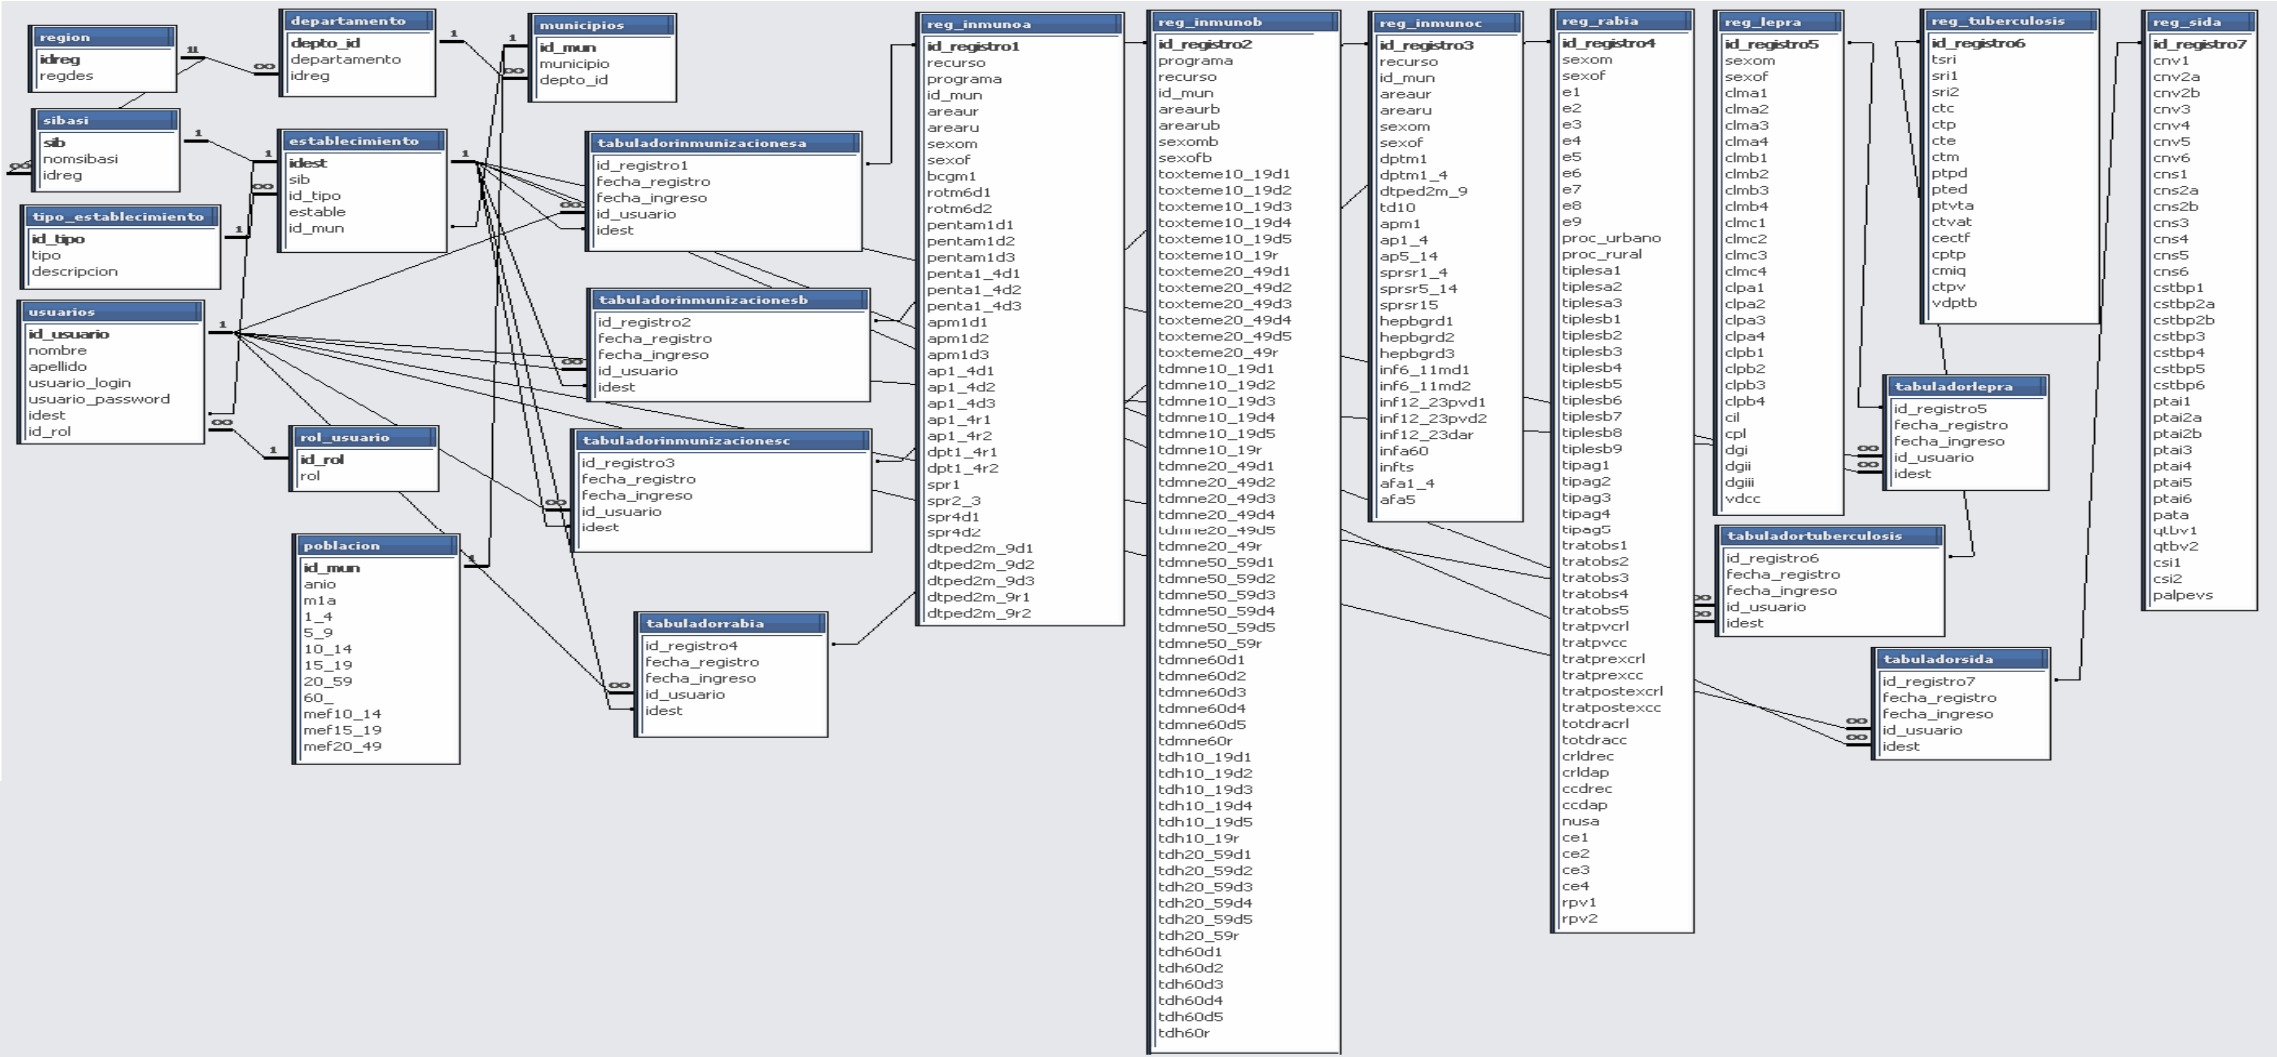 region
idreg
regdes
departamento
depto_id
departamento
idreg
municipios
id_mun
municipio
depto_id
sibasi
sib
nomsibasi
idreg
establecimiento
idest
sib
id_tipo
estable
id_mun
tipo_establecimiento
id_tipo
tipo
descripcion
usuarios
id_usuario
nombre
apellido
usuario_login
usuario_password
idest
id_rol
rol_usuario
id_rol
rol
poblacion
id_mun
anio
m1a
1_4
5_9
10_14
15_19
20_59
60_
mef10_14
mef15_19
mef20_49
tabuladorinmunizacionesa
id_registro1
fecha_registro
fecha_ingreso
id_usuario
idest
tabuladorinmunizacionesb
id_registro2
fecha_registro
fecha_ingreso
id_usuario
idest
tabuladorinmunizacionesc
id_registro3
fecha_registro
fecha_ingreso
id_usuario
idest
tabuladorrabia
id_registro4
fecha_registro
fecha_ingreso
id_usuario
idest
reg_inmunoa
id_registro1
recurso
programa
id_mun
areaur
arearu
sexom
sexof
bcgm1
rotm6d1
rotm6d2
pentam1d1
pentam1d2
pentam1d3
penta1_4d1
penta1_4d2
penta1_4d3
apm1d1
apm1d2
apm1d3
ap1_4d1
ap1_4d2
ap1_4d3
ap1_4r1
ap1_4r2
dpt1_4r1
dpt1_4r2
spr1
spr2_3
spr4d1
spr4d2
dtped2m_9d1
dtped2m_9d2
dtped2m_9d3
dtped2m_9r1
dtped2m_9r2
reg_inmunob
id_registro2
programa
recurso
id_mun
areaurb
arearub
sexomb
sexofb
toxteme10_19d1
toxteme10_19d2
toxteme10_19d3
toxteme10_19d4
toxteme10_19d5
toxteme10_19r
toxteme20_49d1
toxteme20_49d2
toxteme20_49d3
toxteme20_49d4
toxteme20_49d5
toxteme20_49r
tdmne10_19d1
tdmne10_19d2
tdmne10_19d3
tdmne10_19d4
tdmne10_19d5
tdmne10_19r
tdmne20_49d1
tdmne20_49d2
tdmne20_49d3
tdmne20_49d4
tdmne20_49d5
tdmne20_49r
tdmne50_59d1
tdmne50_59d2
tdmne50_59d3
tdmne50_59d4
tdmne50_59d5
tdmne50_59r
tdmne60d1
tdmne60d2
tdmne60d3
tdmne60d4
tdmne60d5
tdmne60r
tdh10_19d1
tdh10_19d2
tdh10_19d3
tdh10_19d4
tdh10_19d5
tdh10_19r
tdh20_59d1
tdh20_59d2
tdh20_59d3
tdh20_59d4
tdh20_59d5
tdh20_59r
tdh60d1
tdh60d2
tdh60d3
tdh60d4
tdh60d5
tdh60r
reg_inmunoc
id_registro3
recurso
id_mun
areaur
arearu
sexom
sexof
dptm1
dptm1_4
dtped2m_9
td10
apm1
ap1_4
ap5_14
sprsr1_4
sprsr5_14
sprsr15
hepbgrd1
hepbgrd2
hepbgrd3
inf6_11md1
inf6_11md2
inf12_23pvd1
inf12_23pvd2
inf12_23dar
infa60
infts
afa1_4
afa5
reg_rabia
id_registro4
sexom
sexof
e1
e2
e3
e4
e5
e6
e7
e8
e9
proc_urbano
proc_rural
tiplesa1
tiplesa2
tiplesa3
tiplesb1
tiplesb2
tiplesb3
tiplesb4
tiplesb5
tiplesb6
tiplesb7
tiplesb8
tiplesb9
tipag1
tipag2
tipag3
tipag4
tipag5
tratobs1
tratobs2
tratobs3
tratobs4
tratobs5
tratpvcrl
tratpvcc
tratprexcrl
tratprexcc
tratpostexcrl
tratpostexcc
totdracrl
totdracc
crldrec
crldap
ccdrec
ccdap
nusa
ce1
ce2
ce3
ce4
rpv1
rpv2
reg_lepra
id_registro5
sexom
sexof
clma1
clma2
clma3
clma4
clmb1
clmb2
clmb3
clmb4
clmc1
clmc2
clmc3
clmc4
clpa1
clpa2
clpa3
clpa4
clpb1
clpb2
clpb3
clpb4
cil
cpl
dgi
dgii
dgiii
vdcc
reg_tuberculosis
id_registro6
tsri
sri1
sri2
ctc
ctp
cte
ctm
ptpd
pted
ptvta
ctvat
cectf
cptp
cmiq
ctpv
vdptb
tabuladorlepra
id_registro5
fecha_registro
fecha_ingreso
id_usuario
idest
tabuladortuberculosis
id_registro6
fecha_registro
fecha_ingreso
id_usuario
idest
tabuladorsida
id_registro7
fecha_registro
fecha_ingreso
id_usuario
idest
reg_sida
id_registro7
cnv1
cnv2a
cnv2b
cnv3
cnv4
cnv5
cnv6
cns1
cns2a
cns2b
cns3
cns4
cns5
cns6
cstbp1
cstbp2a
cstbp2b
cstbp3
cstbp4
cstbp5
cstbp6
ptai1
ptai2a
ptai2b
ptai3
ptai4
ptai5
ptai6
pata
qtbv1
qtbv2
csi1
csi2
palpevs